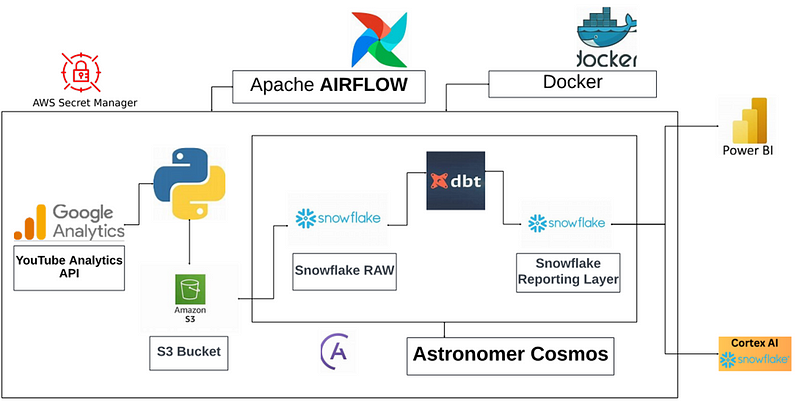 docker
Apache AIRFLOW
Docker
AWS Secret Manager
Power BI
Google
Analytics
YouTube Analytics
API
dbt
snowflake
snowflake
Snowflake RAW
Snowflake
Reporting Layer
Amazon
S3
S3 Bucket
Astronomer Cosmos
Cortex AI
snowflake